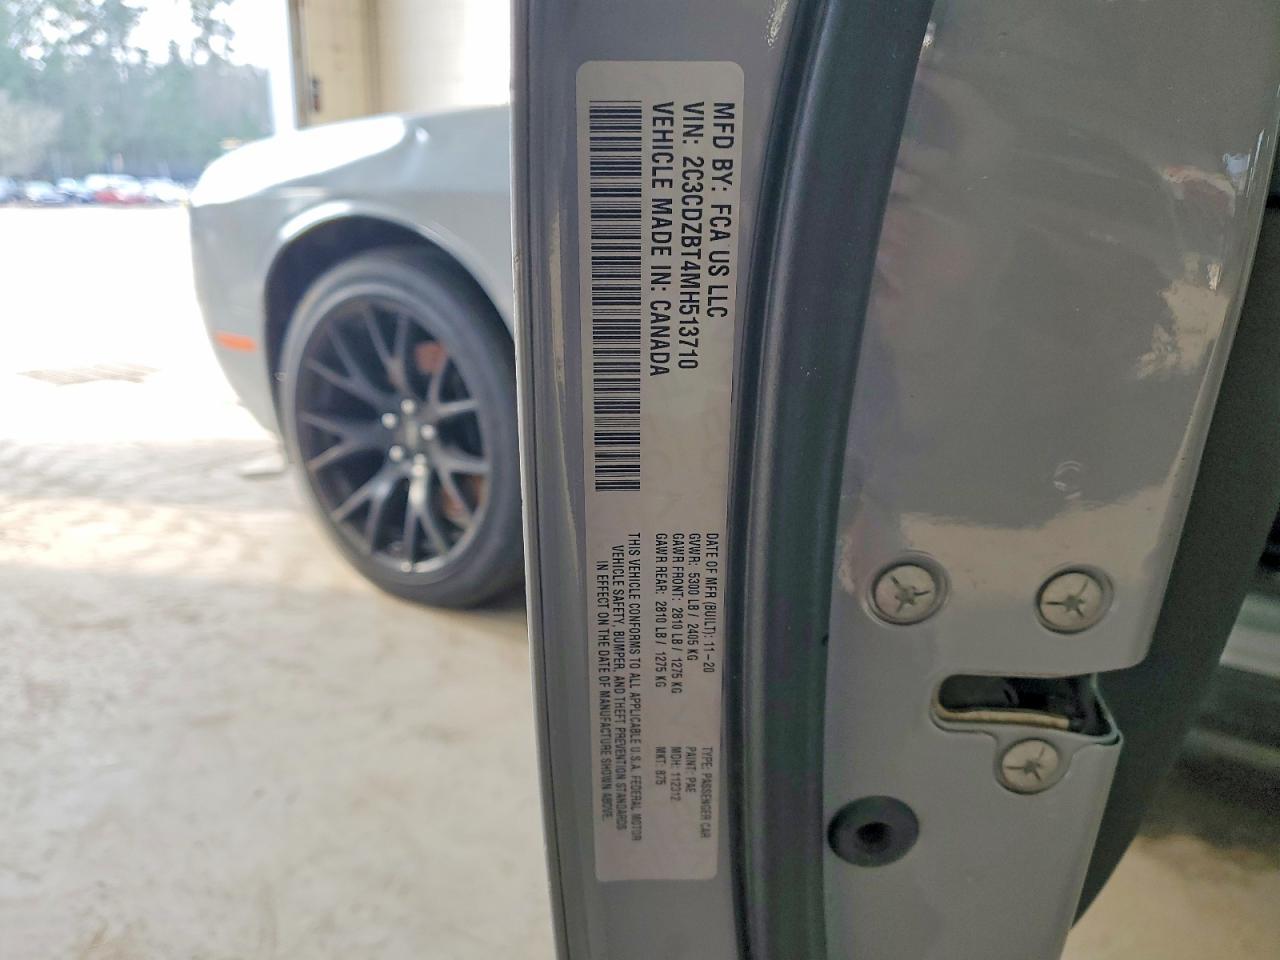 MFD BY: FCA US LLC
VIN: 2C3CDZBT4MH513710
VEHICLE MADE IN: CANADA
DATE OF MFR (BUILT): 11-20
GVWR: 5300 LB / 2405 KG
GAWR FRONT: 2810 LB / 1275 KG
GAWR REAR: 2810 LB / 1275 KG
THIS VEHICLE CONFORMS TO ALL APPLICABLE U.S.A. FEDERAL MOTOR
VEHICLE SAFETY, BUMPER, AND THEFT PREVENTION STANDARDS
IN EFFECT ON THE DATE OF MANUFACTURE SHOWN ABOVE.
TYPE: PASSENGER CAR
PAINT: PAE
MDH: 112312
MKT: B75